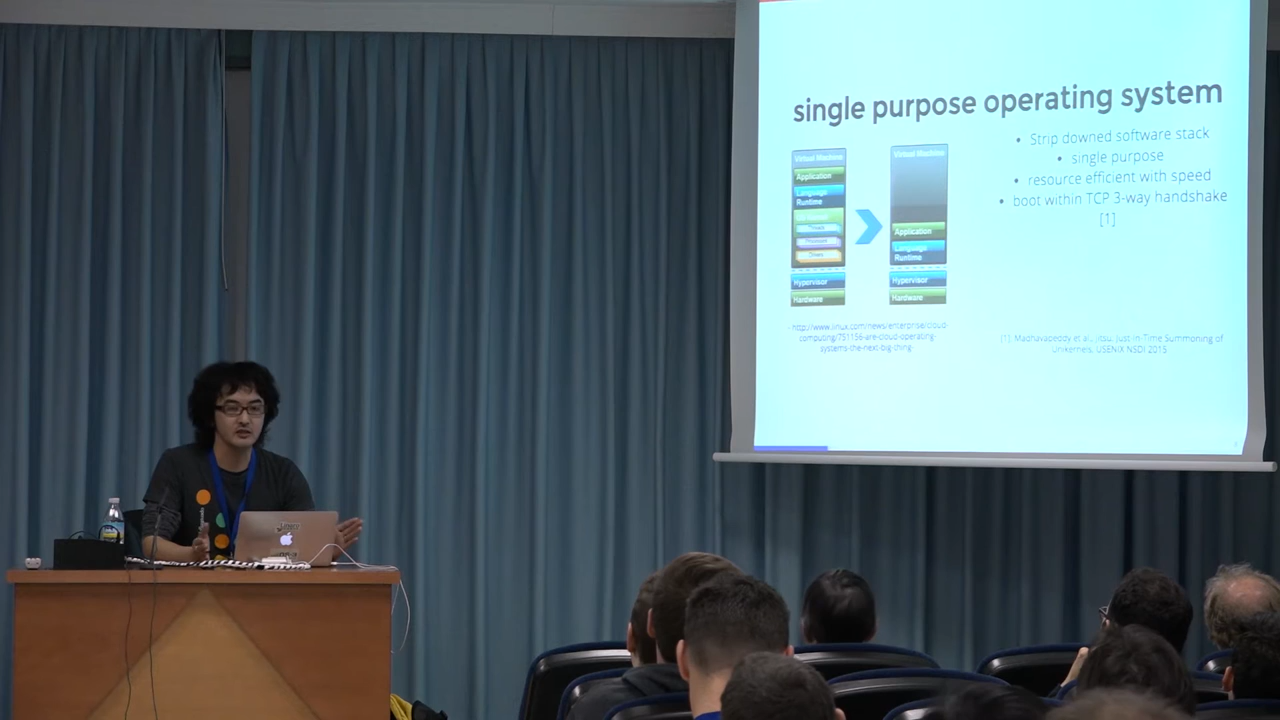 single purpose operating system
• Strip downed software stack
• single purpose
• resource efficient with speed
• boot within TCP 3-way handshake
[1]
Virtual Machine
Application
Language
Runtime
Threads
Processes
Drivers
Hypervisor
Hardware
Virtual Machine
Application
Language
Runtime
Hypervisor
Hardware
- http://www.linux.com/news/enterprise/cloud-
computing/751156-are-cloud-operating-
systems-the-next-big-thing-
[1] Madhavapeddy et al., Jitsu: Just-In-Time Summoning of
Unikernels, USENIX NSDI 2015